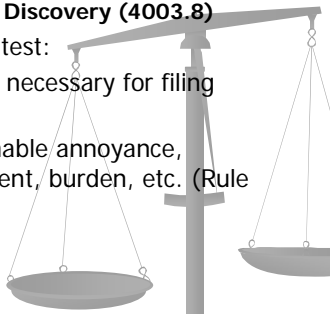 Discovery (4003.8)
test:
necessary for filing
able annoyance,
ent, burden, etc. (Rule